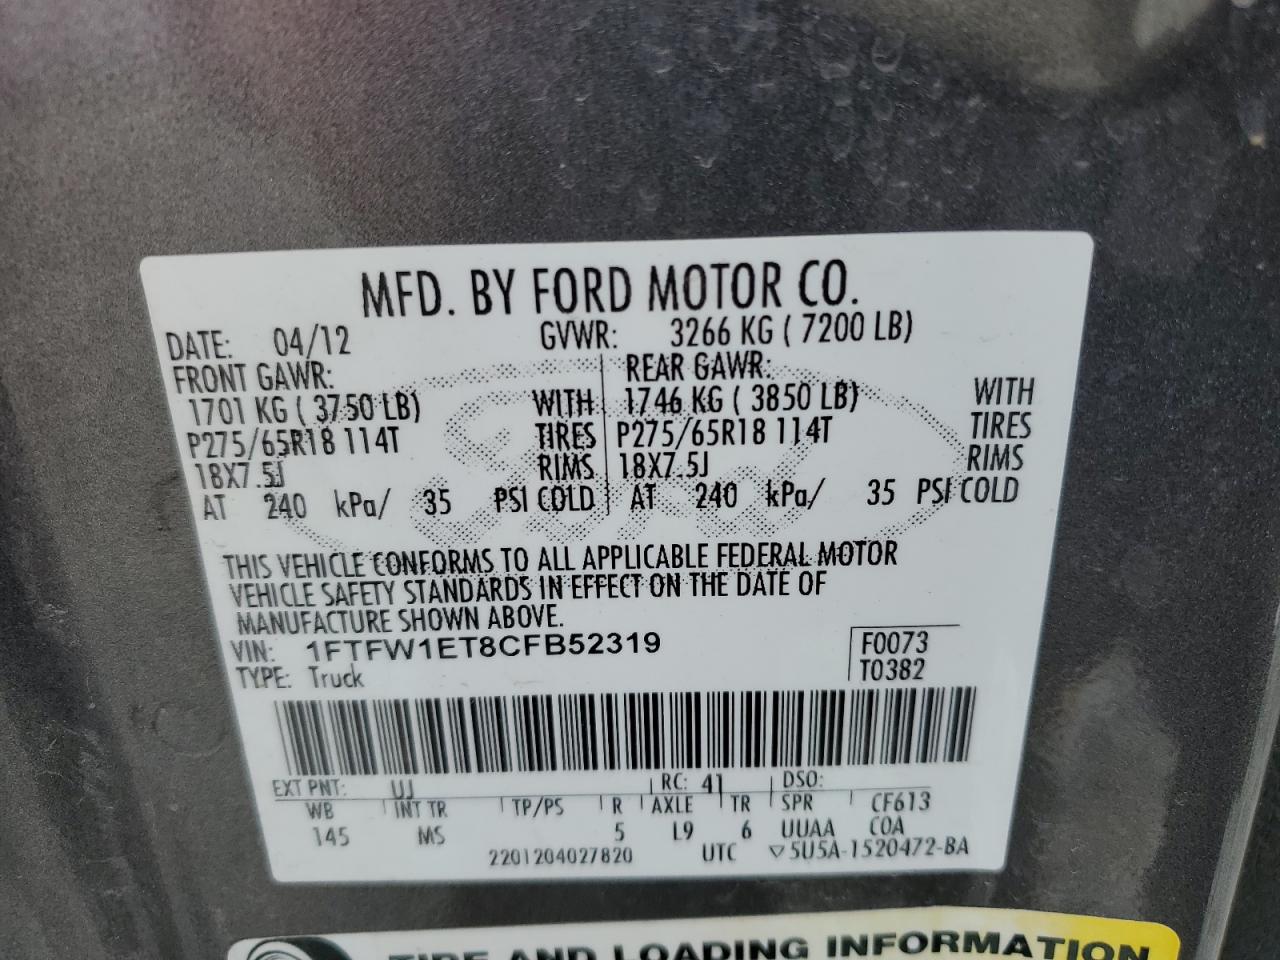 MFD. BY FORD MOTOR CO.
DATE: 04/12 GVWR: 3266 KG ( 7200 LB)
FRONT GAWR: REAR GAWR:
1701 KG ( 3750 LB) WITH 1746 KG ( 3850 LB) WITH
P275/65R18 114T TIRES P275/65R18 114T TIRES
18X7.5J RIMS 18X7.5J RIMS
AT 240 kPa/ 35 PSI COLD AT 240 kPa/ 35 PSI COLD
THIS VEHICLE CONFORMS TO ALL APPLICABLE FEDERAL MOTOR
VEHICLE SAFETY STANDARDS IN EFFECT ON THE DATE OF
MANUFACTURE SHOWN ABOVE.
VIN: 1FTFW1ET8CFB52319 F0073
TYPE: Truck T0382
EXT PNT: UJ RC: 41 DSO:
WB INT TR TP/PS R AXLE TR SPR CF613
145 MS 5 L9 6 UUAA COA
2201204027820 UTC ▽5U5A-1520472-BA
TIRE AND LOADING INFORMATION